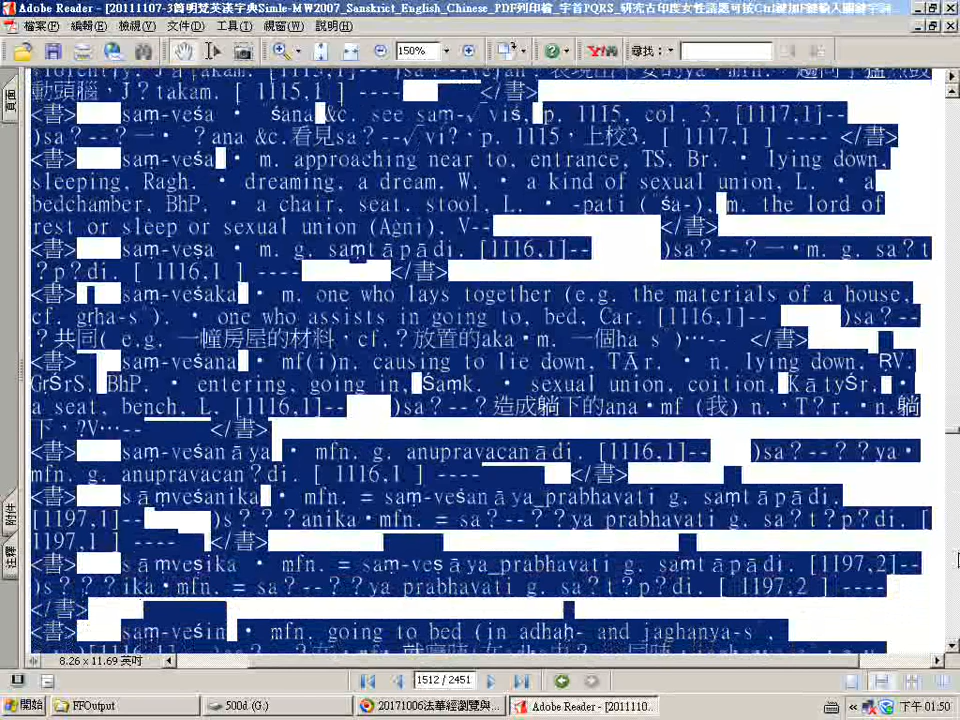 Adobe Reader - [20111107-3簡明梵英漢字典Simle-MW2007_Sanskrit_English_Chinese_PDF列印檔_字首PQRS_研究古印度女性議題可按Ctrl鍵加F鍵輸入關鍵字詞
檔案(F) 編輯(E) 檢視(V) 文件(D) 工具(T) 視窗(W) 說明(H)
150% 尋找：
頁面
動頭腦, J？takam. [ 1115,1 ] ---- </書>
<書> saṃ-veśa • °śana &c. see saṃ-√ viś, p. 1115, col. 3. [1117,1]--
)sa？--？一• ？ana &c.看見sa？--√vi?，p. 1115，上校3. [ 1117,1 ] ---- </書>
<書> saṃ-veśa • m. approaching near to, entrance, TS. Br. • lying down,
sleeping, Ragh. • dreaming, a dream, W. • a kind of sexual union, L. • a
bedchamber, BhP. • a chair, seat, stool, L. • -pati (°śa-), m. the lord of
rest or sleep or sexual union (Agni), V-- </書>
<書> saṃ-veśa • m. g. saṃtāpādi. [1116,1]-- )sa？--？一•m. g. sa？t
？p？di. [ 1116,1 ] ---- </書>
<書> saṃ-veśaka • m. one who lays together (e.g. the materials of a house,
cf. gṛha-s°). • one who assists in going to, bed, Car. [1116,1]-- )sa？--
？共同( e.g. 一幢房屋的材料，cf.？放置的aka•m. 一個ha s )…-- </書>
<書> saṃ-veśana • mf(i)n. causing to lie down, TĀr. • n. lying down, ṚV.
GṛŚrS. BhP. • entering, going in, Śaṃk. • sexual union, coition, KātyŚr. •
a seat, bench, L. [1116,1]-- )sa？--？造成躺下的ana•mf (我) n.，T？r.•n.躺
下，?V…-- </書>
<書> saṃ-veśanāya • mfn. g. anupravacanādi. [1116,1]-- )sa？--？？ya•
mfn. g. anupravacan？di. [ 1116,1 ] ---- </書>
<書> sāṃveśanika • mfn. = saṃ-veśanāya prabhavati g. saṃtāpādi.
[1197,1]-- )s？？？anika•mfn. = sa？--？？ya prabhavati g. sa？t？p？di. [
1197,1 ] ---- </書>
<書> sāṃveśika • mfn. = saṃ-veśāya prabhavati g. saṃtāpādi. [1197,2]--
)s？？？ika•mfn. = sa？--？？ya prabhavati g. sa？t？p？di. [ 1197,2 ] ----
</書>
<書> saṃ-veśin • mfn. going to bed (in adhaḥ- and jaghanya-s°,
附件
註釋
8.26 x 11.69 英吋
1512 / 2451
開始 FFOutput 500d (G:) 20171006法華經瀏覽與... Adobe Reader - [2011110... 下午 01:50